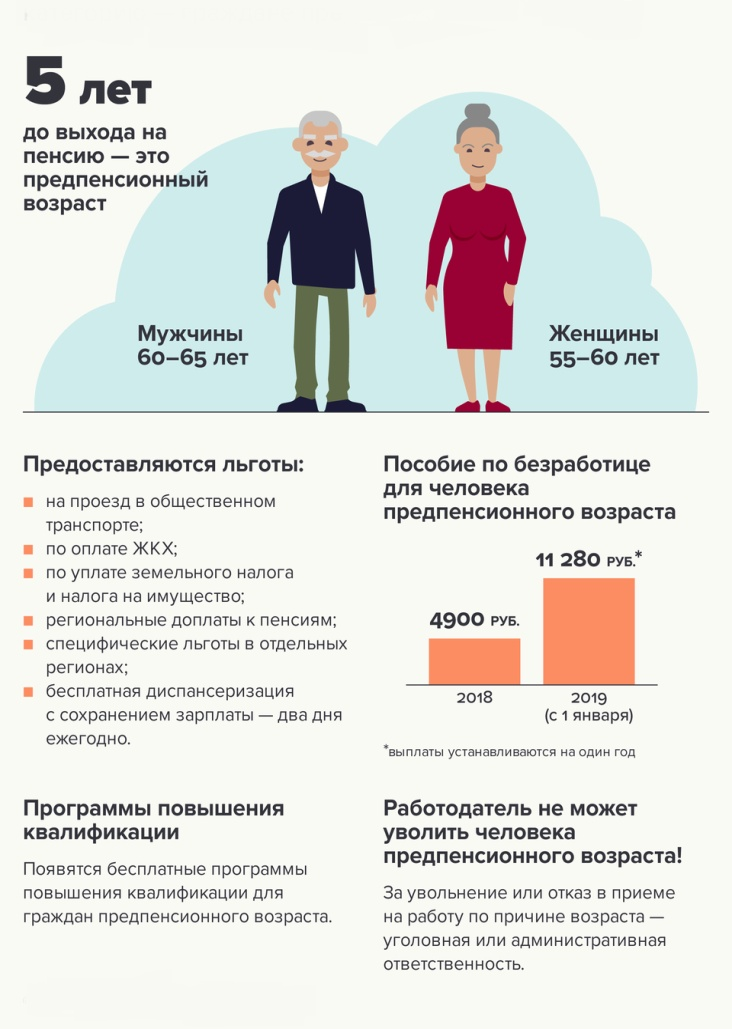 5 лет
до выхода на
пенсию — это
предпенсионный
возраст
Мужчины
60–65 лет
Женщины
55–60 лет
Предоставляются льготы:
на проезд в общественном
транспорте;
по оплате ЖКХ;
по уплате земельного налога
и налога на имущество;
региональные доплаты к пенсиям;
специфические льготы в отдельных
регионах;
бесплатная диспансеризация
с сохранением зарплаты — два дня
ежегодно.
Пособие по безработице
для человека
предпенсионного возраста
11 280 РУБ.*
4900 РУБ.
2018
2019
(с 1 января)
*выплаты устанавливаются на один год
Программы повышения
квалификации
Появятся бесплатные программы
повышения квалификации для
граждан предпенсионного возраста.
Работодатель не может
уволить человека
предпенсионного возраста!
За увольнение или отказ в приеме
на работу по причине возраста —
уголовная или административная
ответственность.